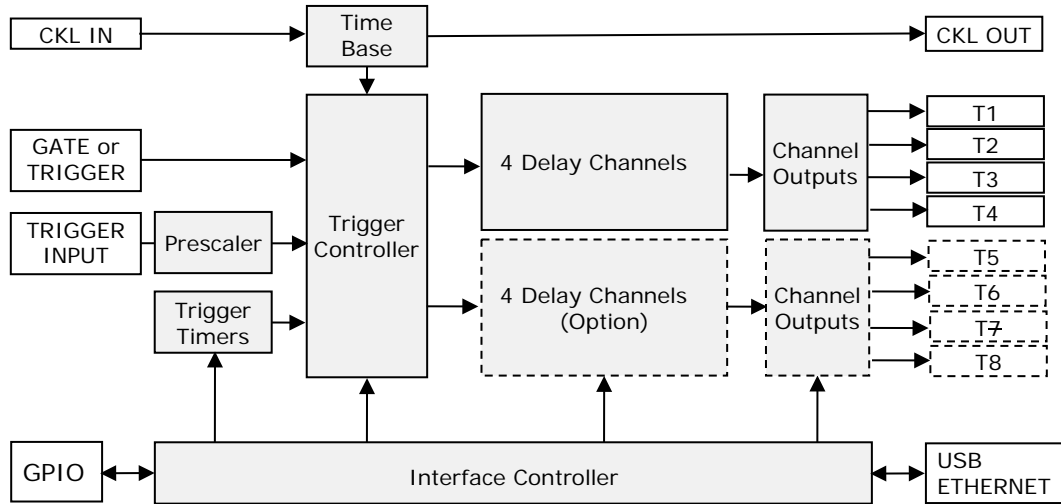 CKL IN
Time
Base
CKL OUT
GATE or
TRIGGER
TRIGGER
INPUT
Prescaler
Trigger
Timers
Trigger
Controller
4 Delay Channels
Channel
Outputs
T1
T2
T3
T4
4 Delay Channels
(Option)
Channel
Outputs
T5
T6
T7
T8
GPIO
Interface Controller
USB
ETHERNET